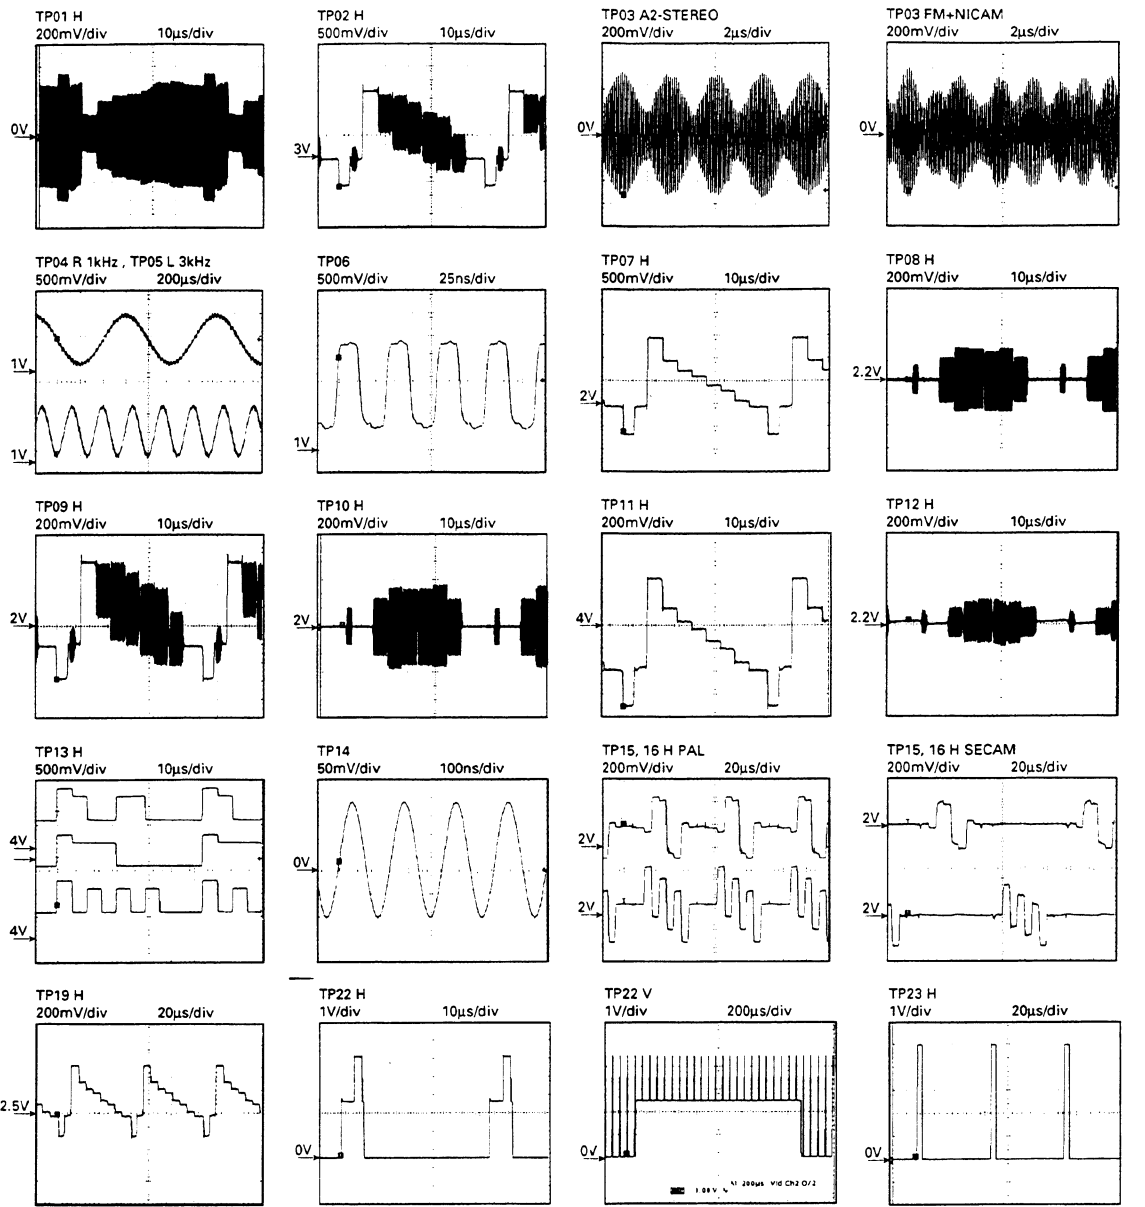 TP01 H
200mV/div 10µs/div
0V
TP02 H
500mV/div 10µs/div
3V
TP03 A2-STEREO
200mV/div 2µs/div
0V
TP03 FM+NICAM
200mV/div 2µs/div
0V
TP04 R 1kHz , TP05 L 3kHz
500mV/div 200µs/div
1V
1V
TP06
500mV/div 25ns/div
1V
TP07 H
500mV/div 10µs/div
2V
TP08 H
200mV/div 10µs/div
2.2V
TP09 H
200mV/div 10µs/div
2V
TP10 H
200mV/div 10µs/div
2V
TP11 H
200mV/div 10µs/div
4V
TP12 H
200mV/div 10µs/div
2.2V
TP13 H
500mV/div 10µs/div
4V
4V
TP14
50mV/div 100ns/div
0V
TP15, 16 H PAL
200mV/div 20µs/div
2V
2V
TP15, 16 H SECAM
200mV/div 20µs/div
2V
2V
TP19 H
200mV/div 20µs/div
2.5V
TP22 H
1V/div 10µs/div
0V
TP22 V
1V/div 200µs/div
0V
200µs Vid Ch2 O/2
TP23 H
1V/div 20µs/div
0V